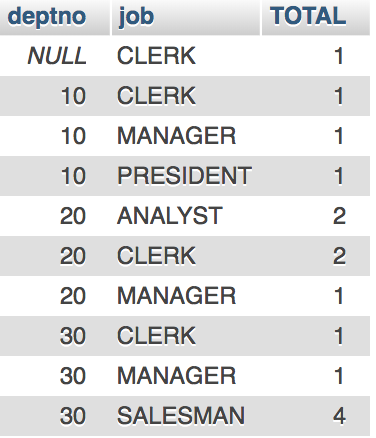 deptno job TOTAL
NULL CLERK 1
10 CLERK 1
10 MANAGER 1
10 PRESIDENT 1
20 ANALYST 2
20 CLERK 2
20 MANAGER 1
30 CLERK 1
30 MANAGER 1
30 SALESMAN 4